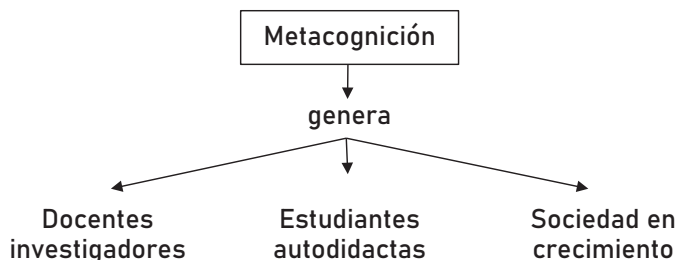 Metacognición
genera
Docentes
investigadores
Estudiantes
autodidactas
Sociedad en
crecimiento